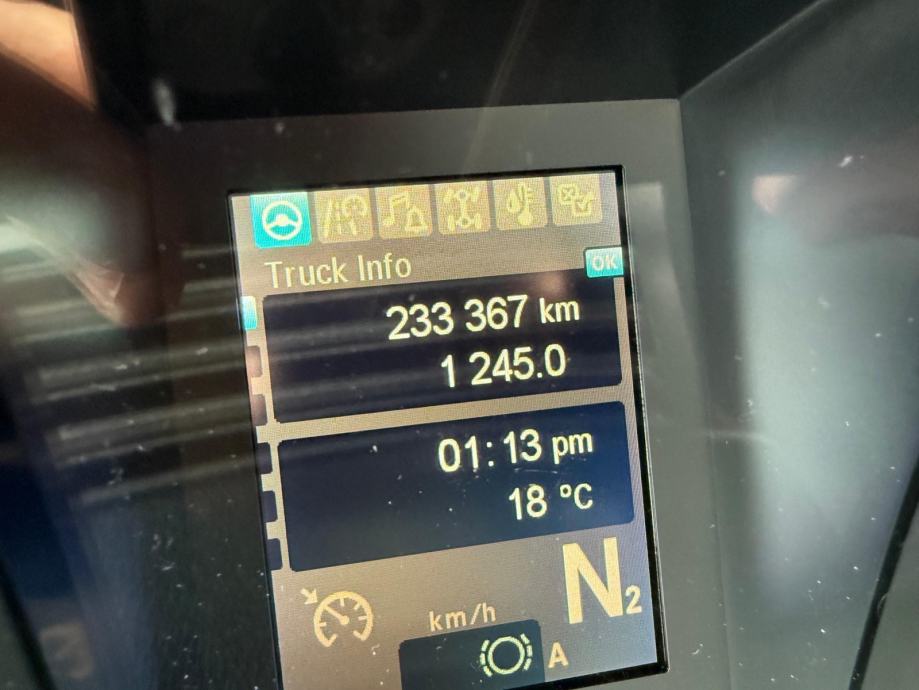 Truck Info
OK
233 367 km
1 245.0
01:13 pm
18 °C
N2
km/h
A